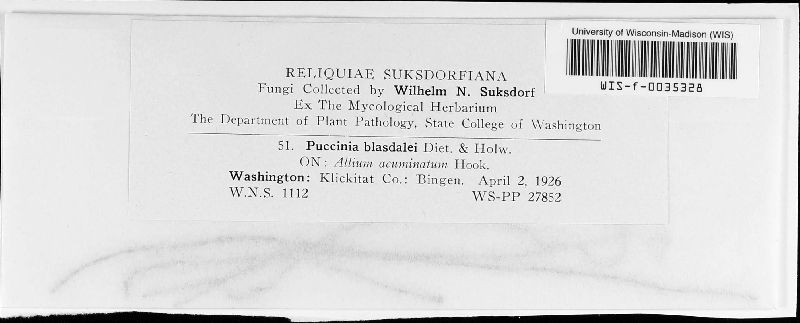 University of Wisconsin-Madison (WIS)
WIS-f-0035328
RELIQUIAE SUKSDORFIANA
Fungi Collected by Wilhelm N. Suksdorf
Ex The Mycological Herbarium
The Department of Plant Pathology, State College of Washington
51. Puccinia blasdalei Diet. & Holw.
ON: Allium acuminatum Hook.
Washington: Klickitat Co.: Bingen. April 2, 1926
W.N.S. 1112 WS-PP 27852